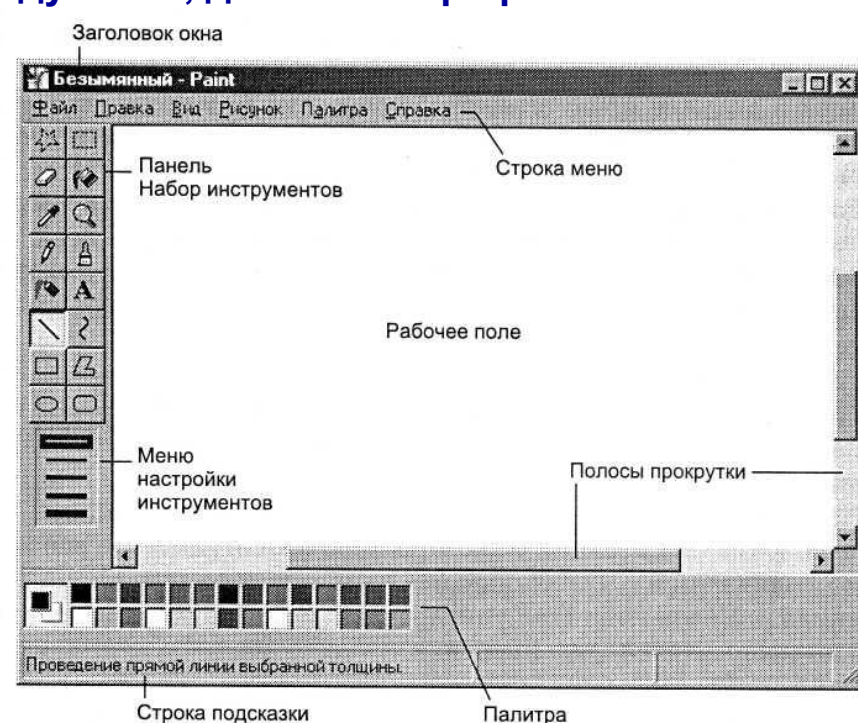 Заголовок окна
Безымянный - Paint
Файл Правка Вид Рисунок Палитра Справка
Строка меню
Панель
Набор инструментов
A
Рабочее поле
Меню
настройки
инструментов
Полосы прокрутки
Проведение прямой линии выбранной толщины.
Строка подсказки
Палитра